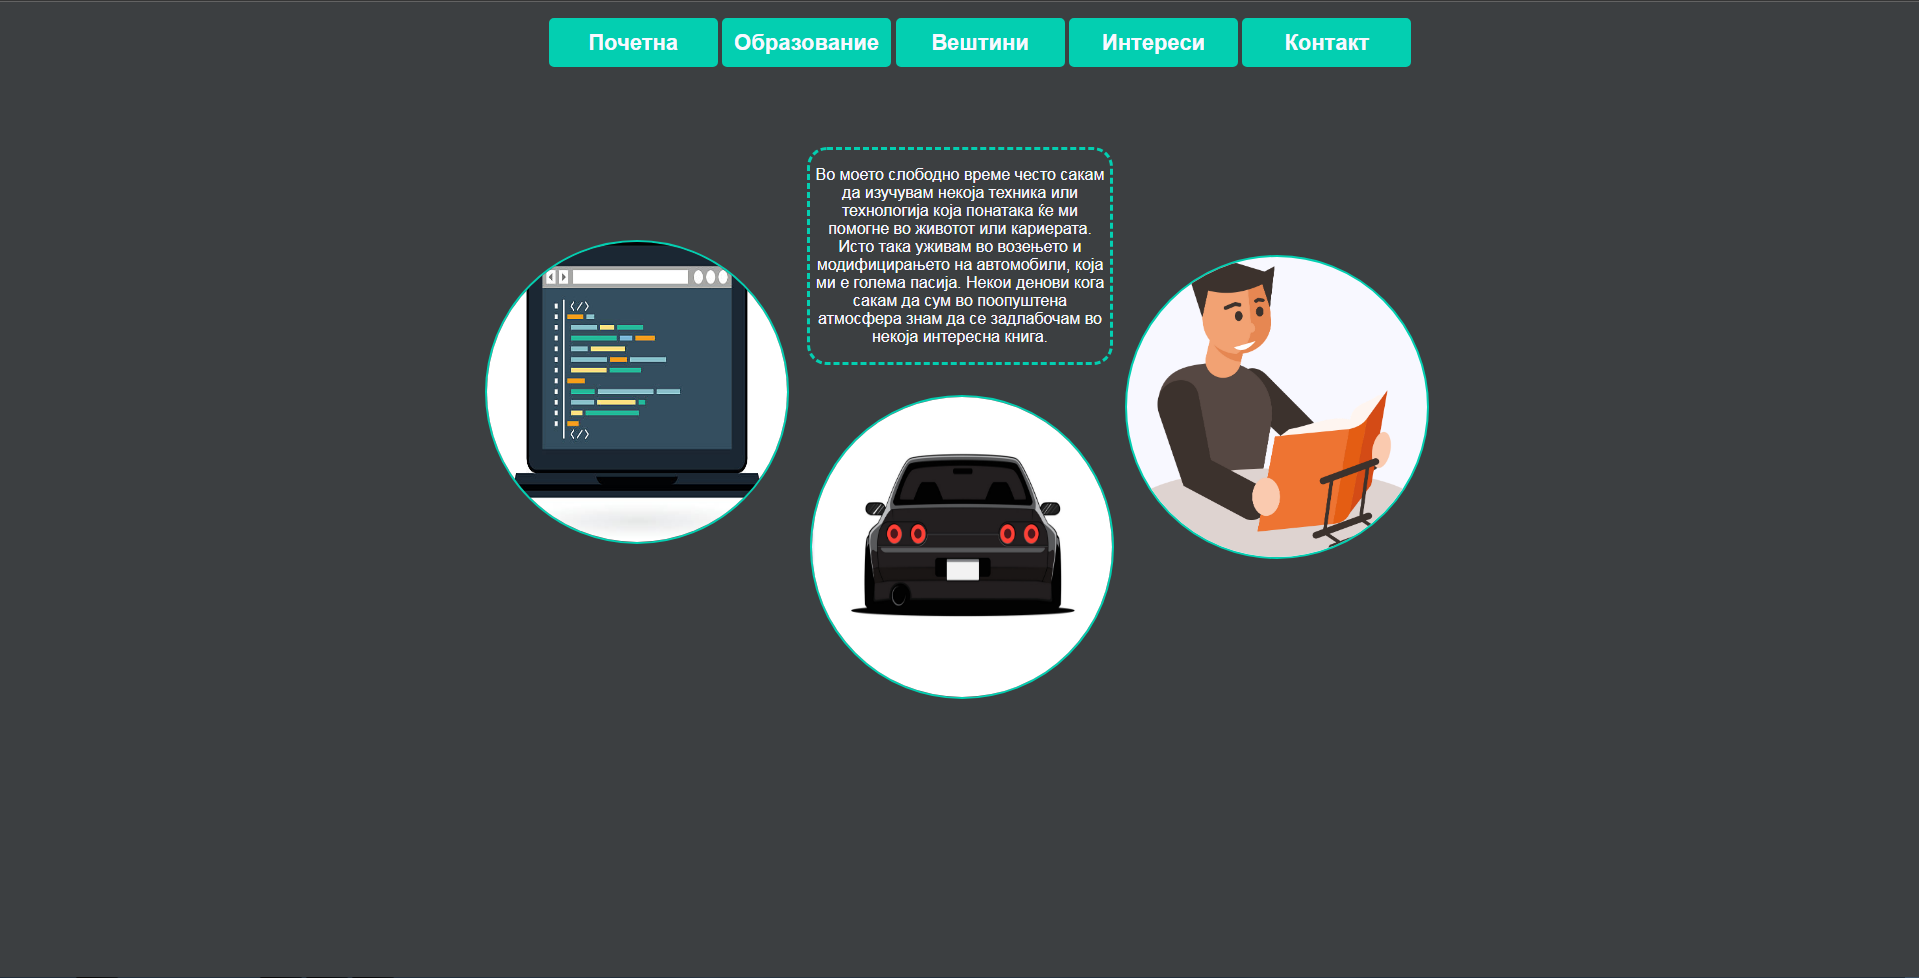 Почетна Образование Вештини Интереси Контакт
Во моето слободно време често сакам
да изучувам некоја техника или
технологија која понатака ќе ми
помогне во животот или кариерата.
Исто така уживам во возењето и
модифицирањето на автомобили, која
ми е голема пасија. Некои денови кога
сакам да сум во поопуштена
атмосфера знам да се задлабочам во
некоја интересна книга.
</>
</>